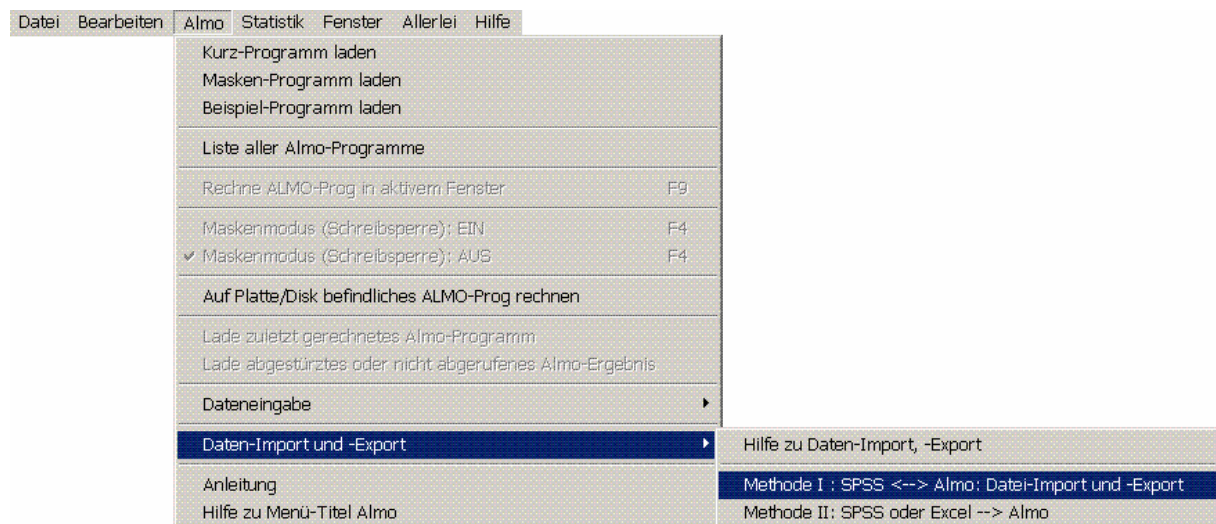 Datei Bearbeiten Almo Statistik Fenster Allerlei Hilfe
Kurz-Programm laden
Masken-Programm laden
Beispiel-Programm laden
Liste aller Almo-Programme
Rechne ALMO-Prog in aktivem Fenster F9
Maskenmodus (Schreibsperre): EIN F4
✓ Maskenmodus (Schreibsperre): AUS F4
Auf Platte/Disk befindliches ALMO-Prog rechnen
Lade zuletzt gerechnetes Almo-Programm
Lade abgestürztes oder nicht abgerufenes Almo-Ergebnis
Dateneingabe
Daten-Import und -Export
Hilfe zu Daten-Import, -Export
Anleitung
Methode I : SPSS <--> Almo: Datei-Import und -Export
Hilfe zu Menü-Titel Almo
Methode II: SPSS oder Excel --> Almo